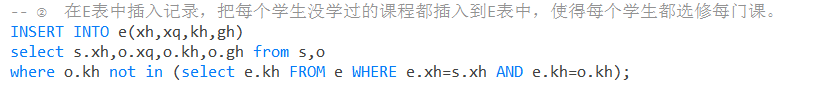 -- ② 在E表中插入记录，把每个学生没学过的课程都插入到E表中，使得每个学生都选修每门课。
INSERT INTO e(xh,xq,kh,gh)
select s.xh,o.xq,o.kh,o.gh from s,o
where o.kh not in (select e.kh FROM e WHERE e.xh=s.xh AND e.kh=o.kh);